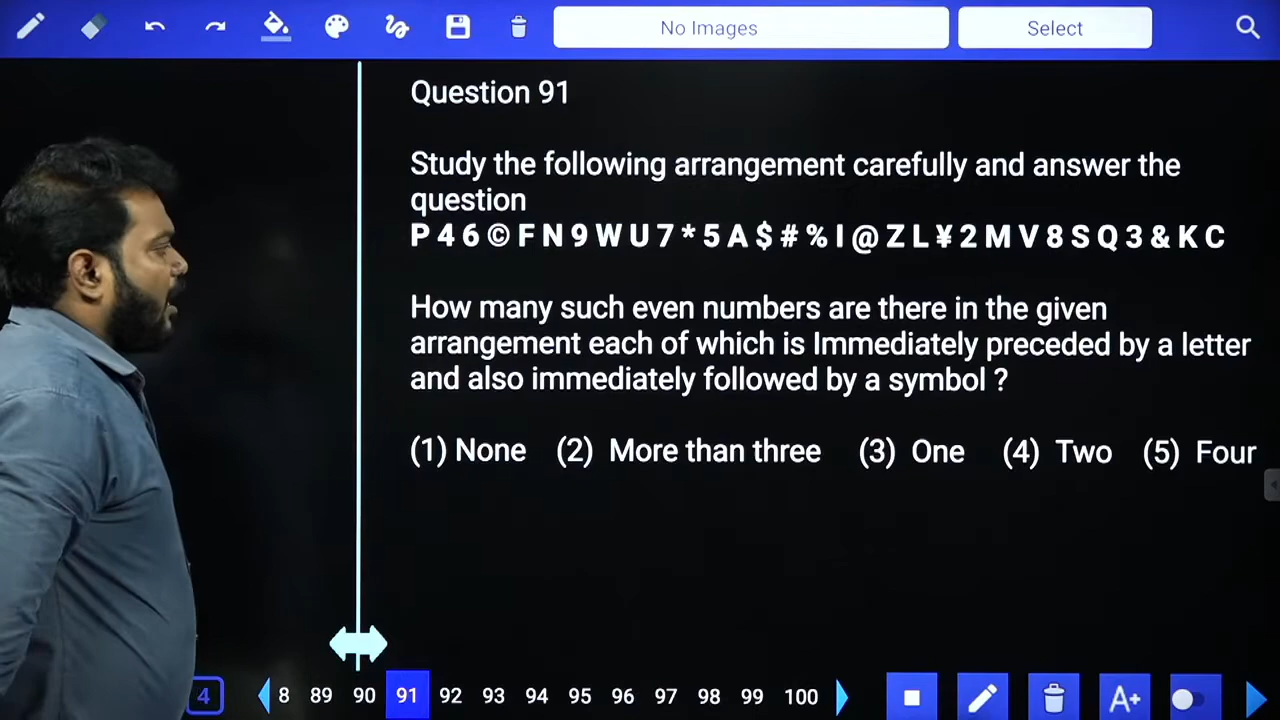 No Images
Select
Question 91
Study the following arrangement carefully and answer the
question
P 4 6 © F N 9 W U 7 * 5 A $ # % I @ Z L ¥ 2 M V 8 S Q 3 & K C
How many such even numbers are there in the given
arrangement each of which is Immediately preceded by a letter
and also immediately followed by a symbol ?
(1) None (2) More than three (3) One (4) Two (5) Four
4 8 89 90 91 92 93 94 95 96 97 98 99 100 A+